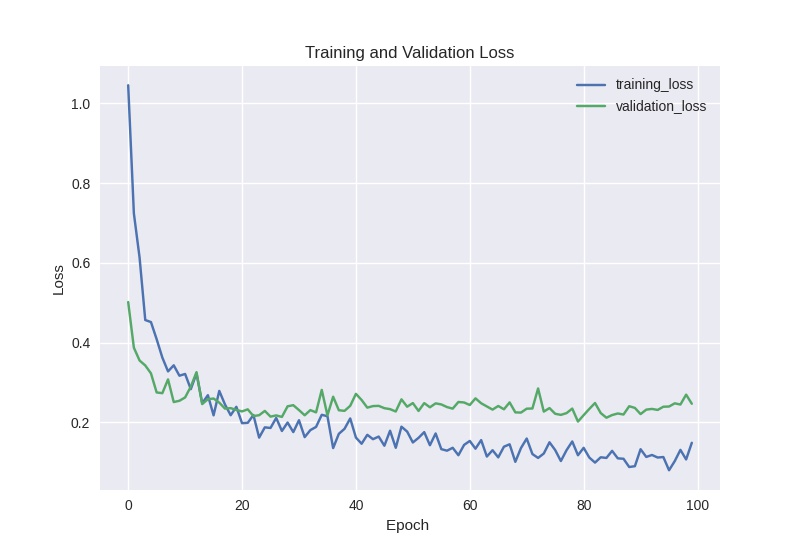 Training and Validation Loss
training_loss
validation_loss
1.0
0.8
0.6
0.4
0.2
Loss
0 20 40 60 80 100
Epoch